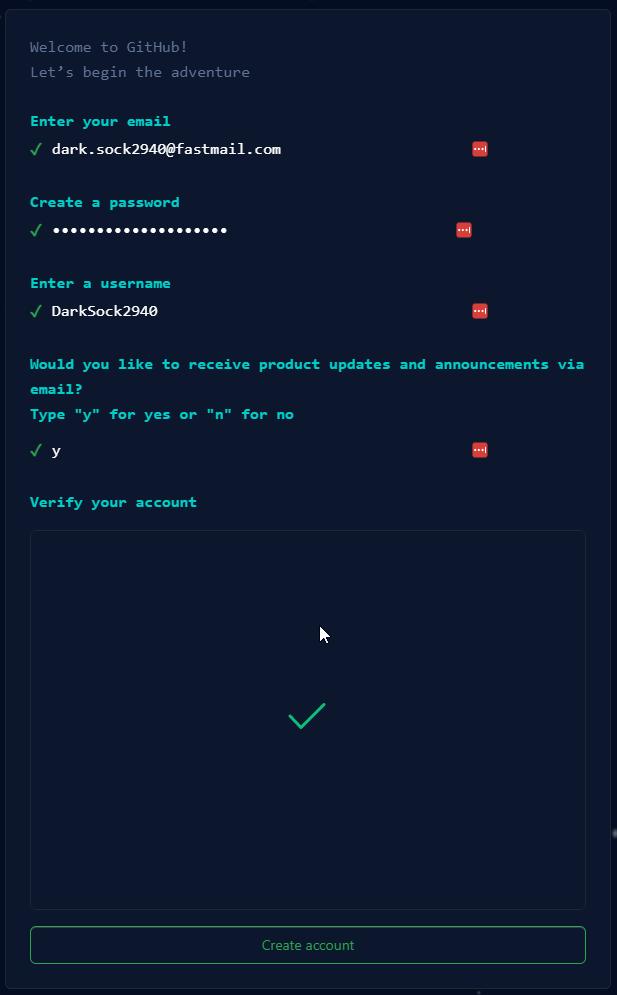 Welcome to GitHub!
Let’s begin the adventure
Enter your email
✓ dark.sock2940@fastmail.com
Create a password
✓ ••••••••••••••••••••
Enter a username
✓ DarkSock2940
Would you like to receive product updates and announcements via
email?
Type "y" for yes or "n" for no
✓ y
Verify your account
Create account